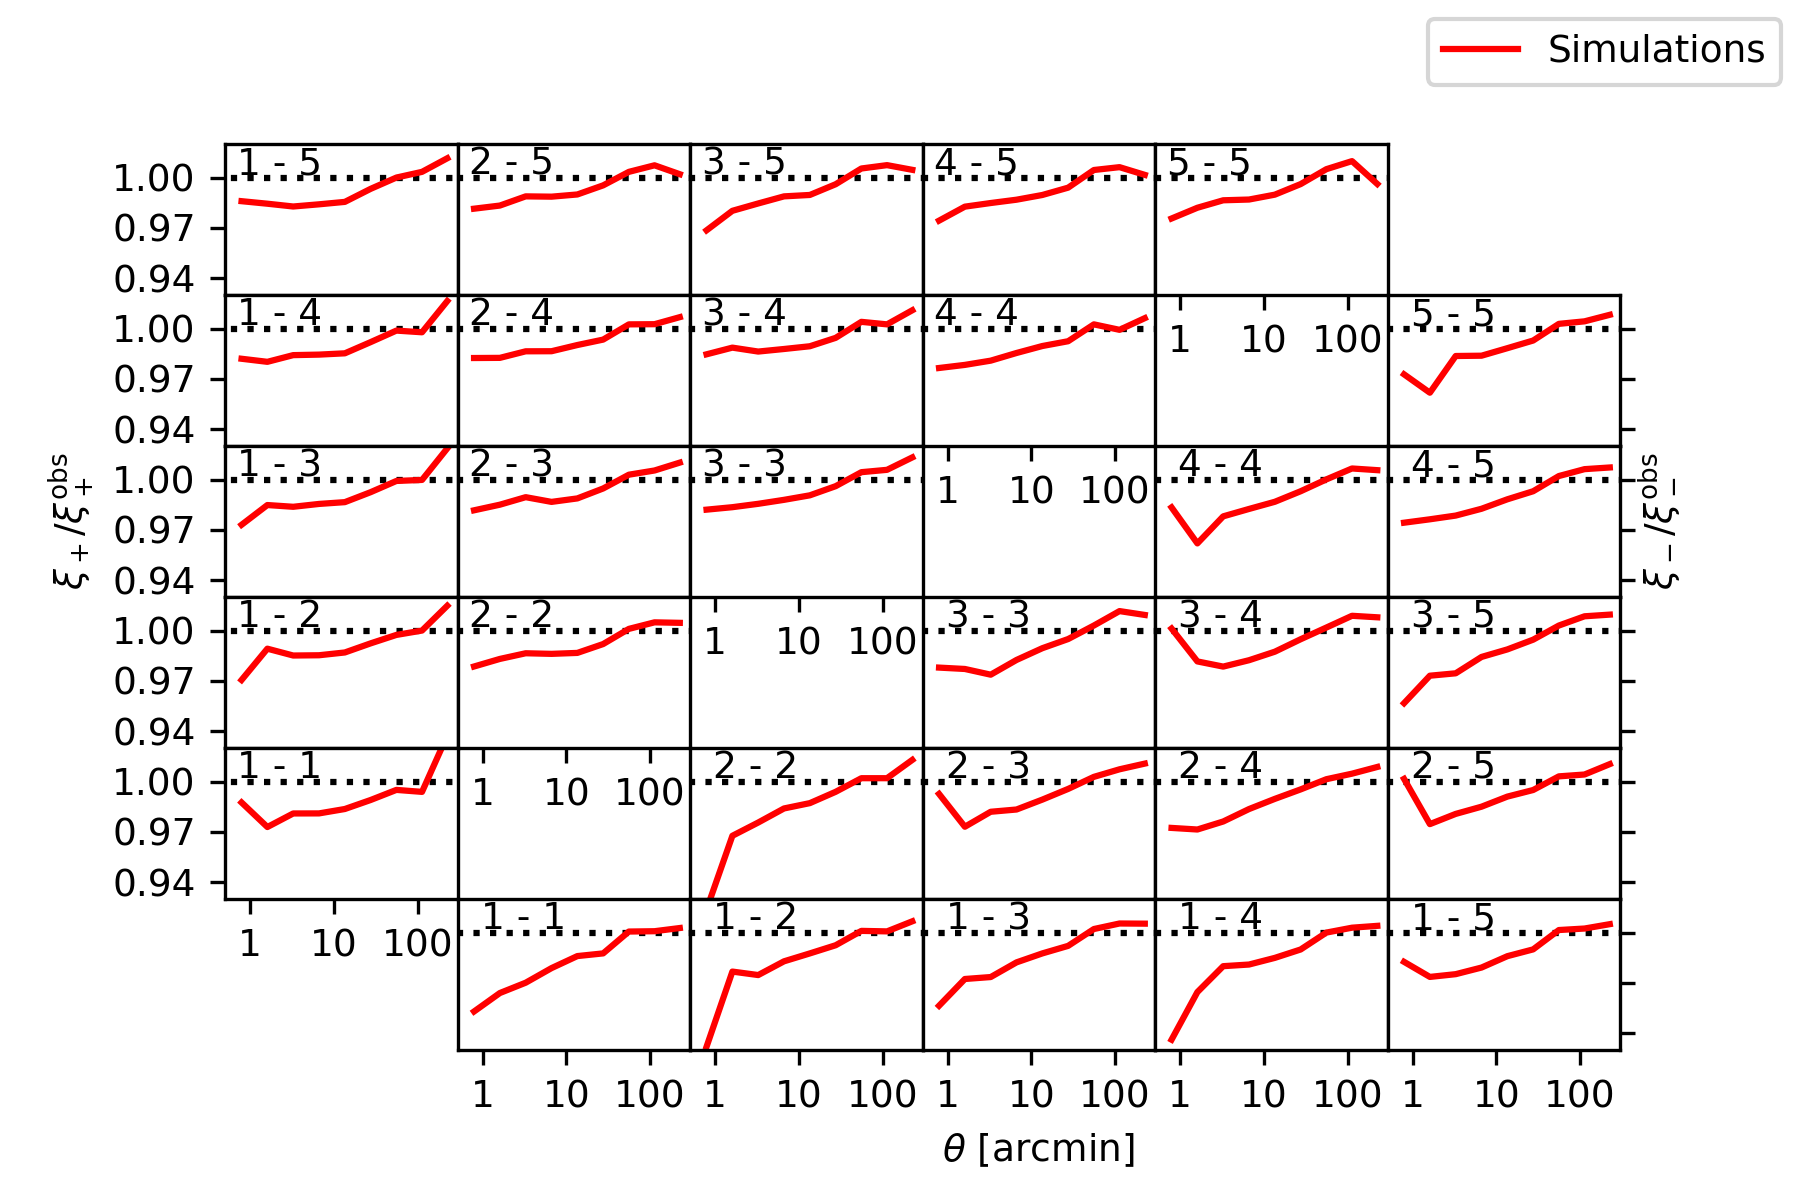 Simulations
1 - 5 2 - 5 3 - 5 4 - 5 5 - 5
1.00
0.97
0.94
1 - 4 2 - 4 3 - 4 4 - 4 5 - 5
1.00 1 10 100
0.97
0.94
1 - 3 2 - 3 3 - 3 4 - 4 4 - 5
1.00 1 10 100
0.97
0.94
ξ+/ξ+obs
ξ−/ξ−obs
1 - 2 2 - 2 3 - 3 3 - 4 3 - 5
1.00 1 10 100
0.97
0.94
1 - 1 2 - 2 2 - 3 2 - 4 2 - 5
1.00 1 10 100
0.97
0.94
1 - 1 1 - 2 1 - 3 1 - 4 1 - 5
1 10 100
1 10 100 1 10 100 1 10 100 1 10 100 1 10 100
θ [arcmin]